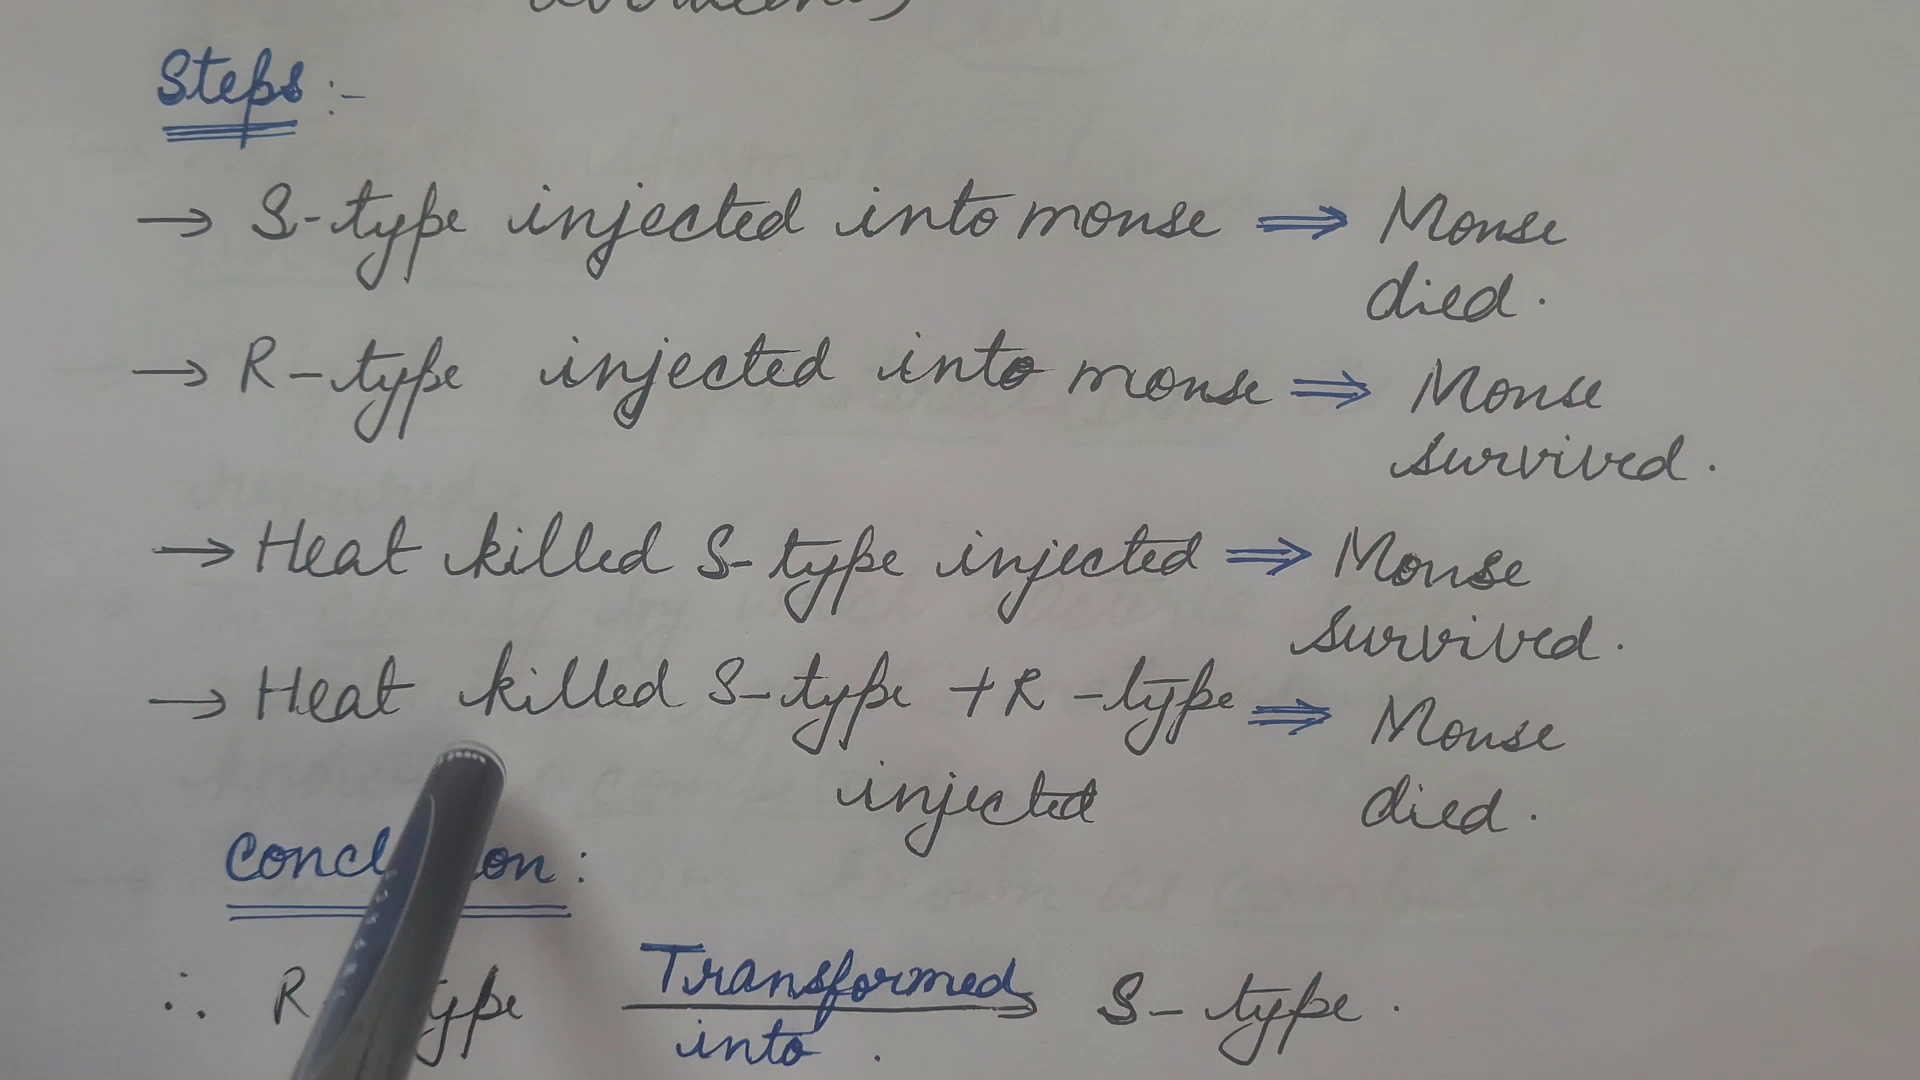 Steps :-
→ S-type injected into mouse ⇒ Mouse
died.
→ R-type injected into mouse ⇒ Mouse
survived.
→ Heat killed S-type injected ⇒ Mouse
survived.
→ Heat killed S-type + R-type ⇒ Mouse
injected died.
Conclusion :
∴ R-type Transformed into. S-type.